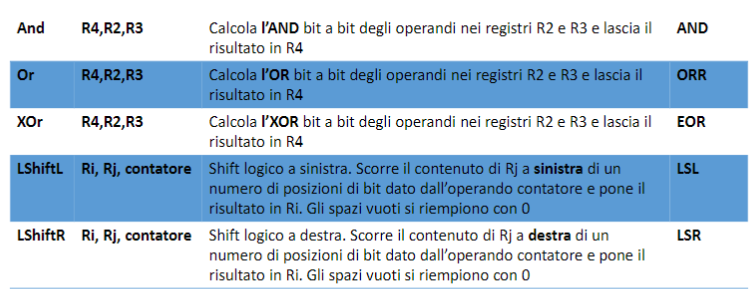 And R4,R2,R3 Calcola l'AND bit a bit degli operandi nei registri R2 e R3 e lascia il AND
risultato in R4
Or R4,R2,R3 Calcola l'OR bit a bit degli operandi nei registri R2 e R3 e lascia il ORR
risultato in R4
XOr R4,R2,R3 Calcola l'XOR bit a bit degli operandi nei registri R2 e R3 e lascia il EOR
risultato in R4
LShiftL Ri, Rj, contatore Shift logico a sinistra. Scorre il contenuto di Rj a sinistra di un LSL
numero di posizioni di bit dato dall'operando contatore e pone il
risultato in Ri. Gli spazi vuoti si riempiono con 0
LShiftR Ri, Rj, contatore Shift logico a destra. Scorre il contenuto di Rj a destra di un LSR
numero di posizioni di bit dato dall'operando contatore e pone il
risultato in Ri. Gli spazi vuoti si riempiono con 0